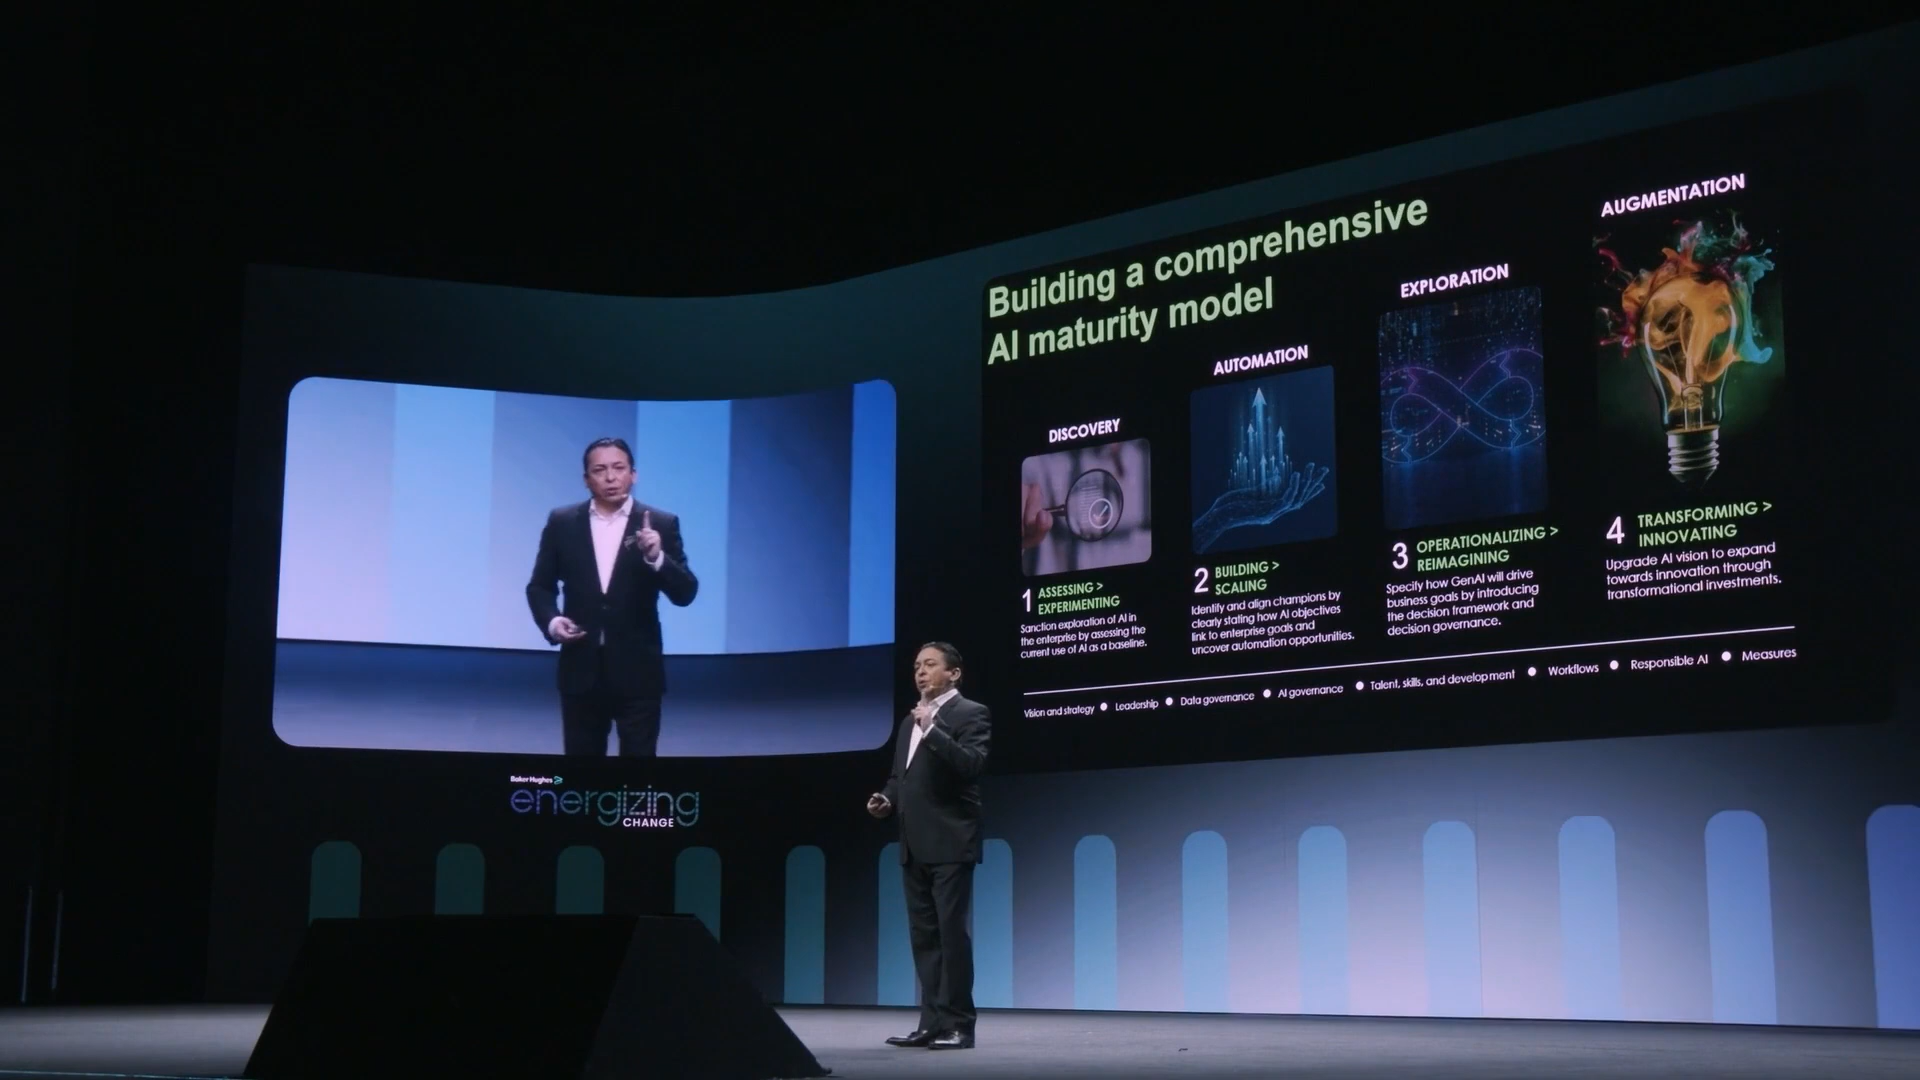 Building a comprehensive
AI maturity model
DISCOVERY
1 ASSESSING >
EXPERIMENTING
Sanction exploration of AI in
the enterprise by assessing the
current use of AI as a baseline.
AUTOMATION
2 BUILDING >
SCALING
Identify and align champions by
clearly stating how AI objectives
link to enterprise goals and
uncover automation opportunities.
EXPLORATION
3 OPERATIONALIZING >
REIMAGINING
Specify how GenAI will drive
business goals by introducing
the decision framework and
decision governance.
AUGMENTATION
4 TRANSFORMING >
INNOVATING
Upgrade AI vision to expand
towards innovation through
transformational investments.
Vision and strategy ● Leadership ● Data governance ● AI governance ● Talent, skills, and development ● Workflows ● Responsible AI ● Measures
Baker Hughes
energizing
CHANGE